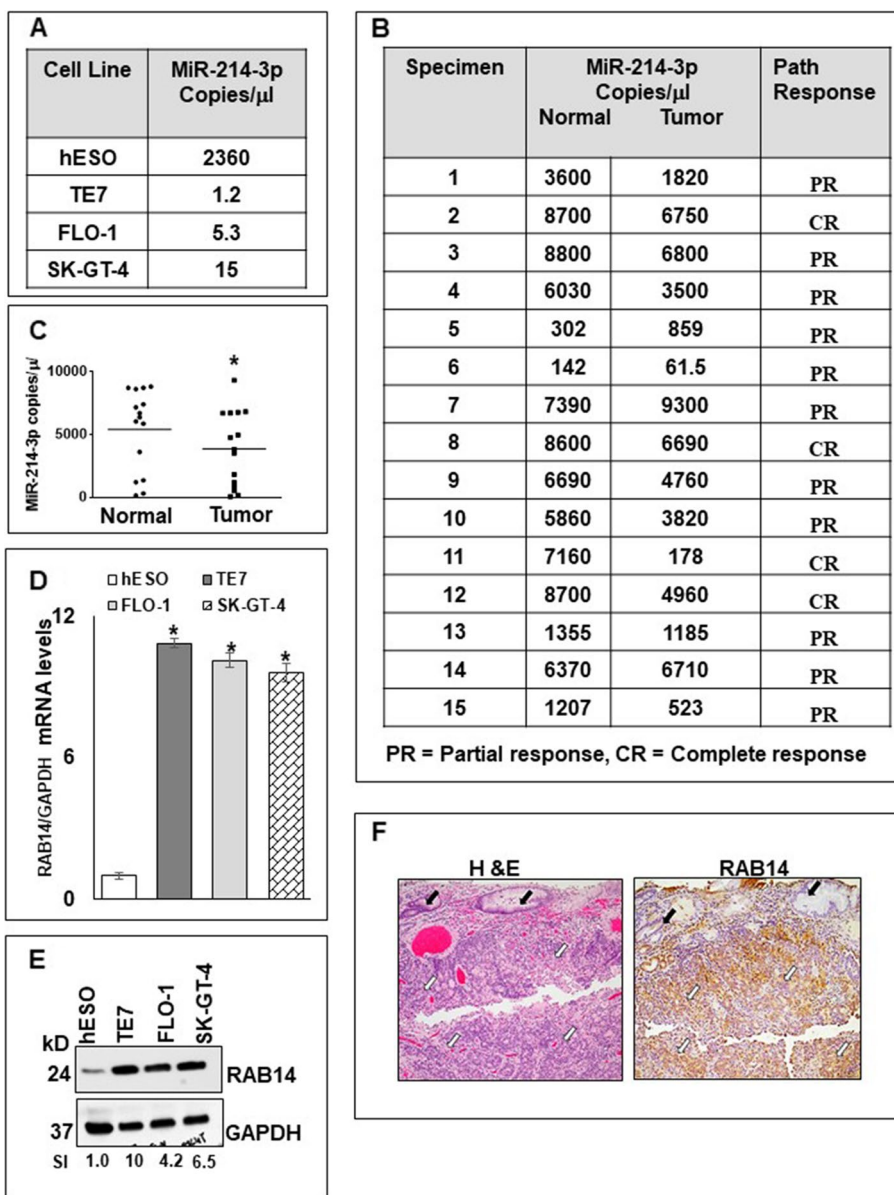 A
Cell Line MiR-214-3p
Copies/µl
hESO 2360
TE7 1.2
FLO-1 5.3
SK-GT-4 15
B
Specimen MiR-214-3p Path
Copies/µl Response
Normal Tumor
1 3600 1820 PR
2 8700 6750 CR
3 8800 6800 PR
4 6030 3500 PR
5 302 859 PR
6 142 61.5 PR
7 7390 9300 PR
8 8600 6690 CR
9 6690 4760 PR
10 5860 3820 PR
11 7160 178 CR
12 8700 4960 CR
13 1355 1185 PR
14 6370 6710 PR
15 1207 523 PR
PR = Partial response, CR = Complete response
C
MiR-214-3p copies/µ/
10000
5000
0
*
Normal Tumor
D
hESO TE7
FLO-1 SK-GT-4
RAB14/GAPDH mRNA levels
12
6
0
* * *
E
hESO TE7 FLO-1 SK-GT-4
kD
24 RAB14
37 GAPDH
SI 1.0 10 4.2 6.5
F
H &E RAB14